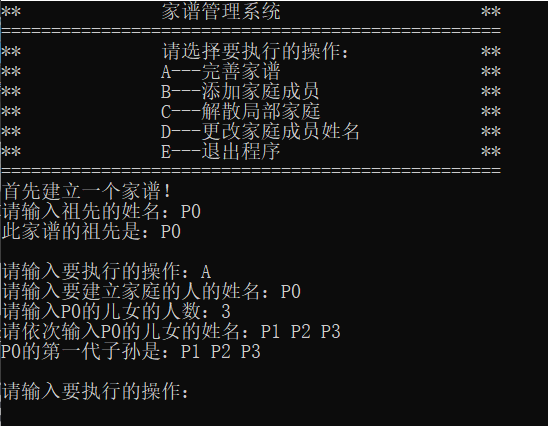 **              家谱管理系统                    **
==================================================
**              请选择要执行的操作:             **
**              A---完善家谱                    **
**              B---添加家庭成员                **
**              C---解散局部家庭                **
**              D---更改家庭成员姓名            **
**              E---退出程序                    **
==================================================
首先建立一个家谱!
请输入祖先的姓名: P0
此家谱的祖先是: P0
请输入要执行的操作: A
请输入要建立家庭的人的姓名: P0
请输入P0的儿女的人数: 3
请依次输入P0的儿女的姓名: P1 P2 P3
P0的第一代子孙是: P1 P2 P3
请输入要执行的操作: